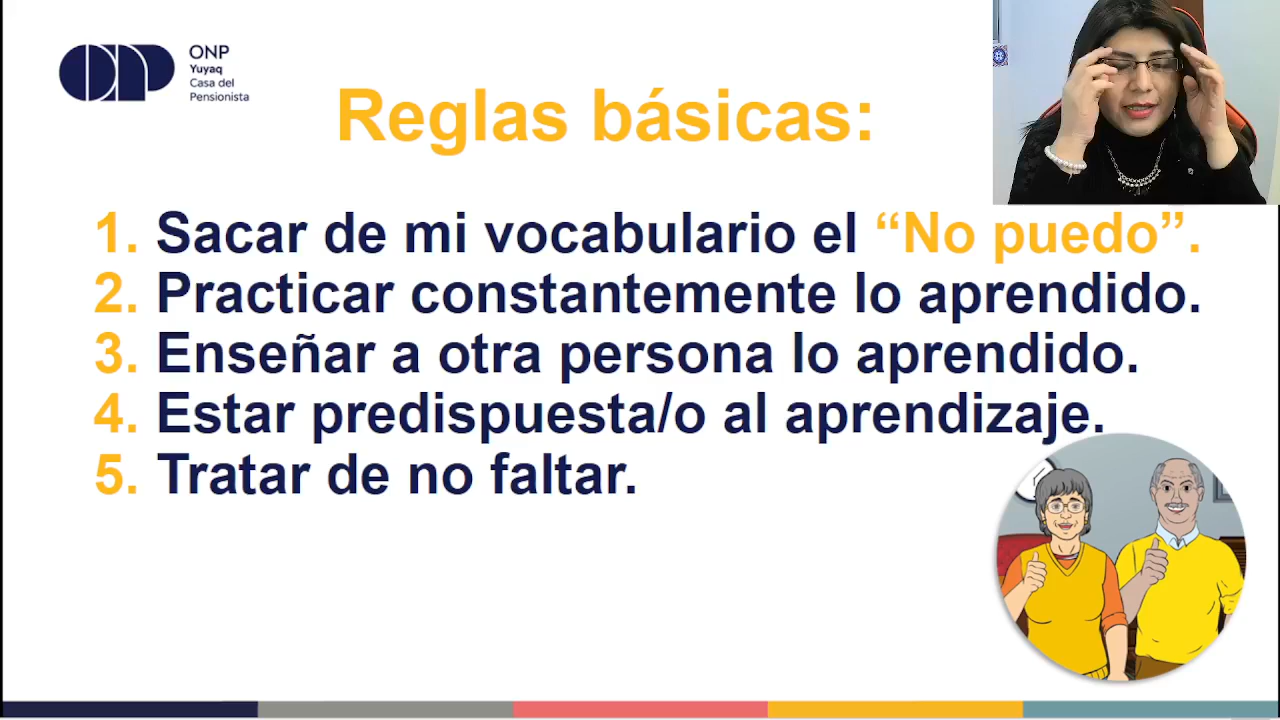 ONP
Yuyaq
Casa del
Pensionista
Reglas básicas:
1. Sacar de mi vocabulario el “No puedo”.
2. Practicar constantemente lo aprendido.
3. Enseñar a otra persona lo aprendido.
4. Estar predispuesta/o al aprendizaje.
5. Tratar de no faltar.